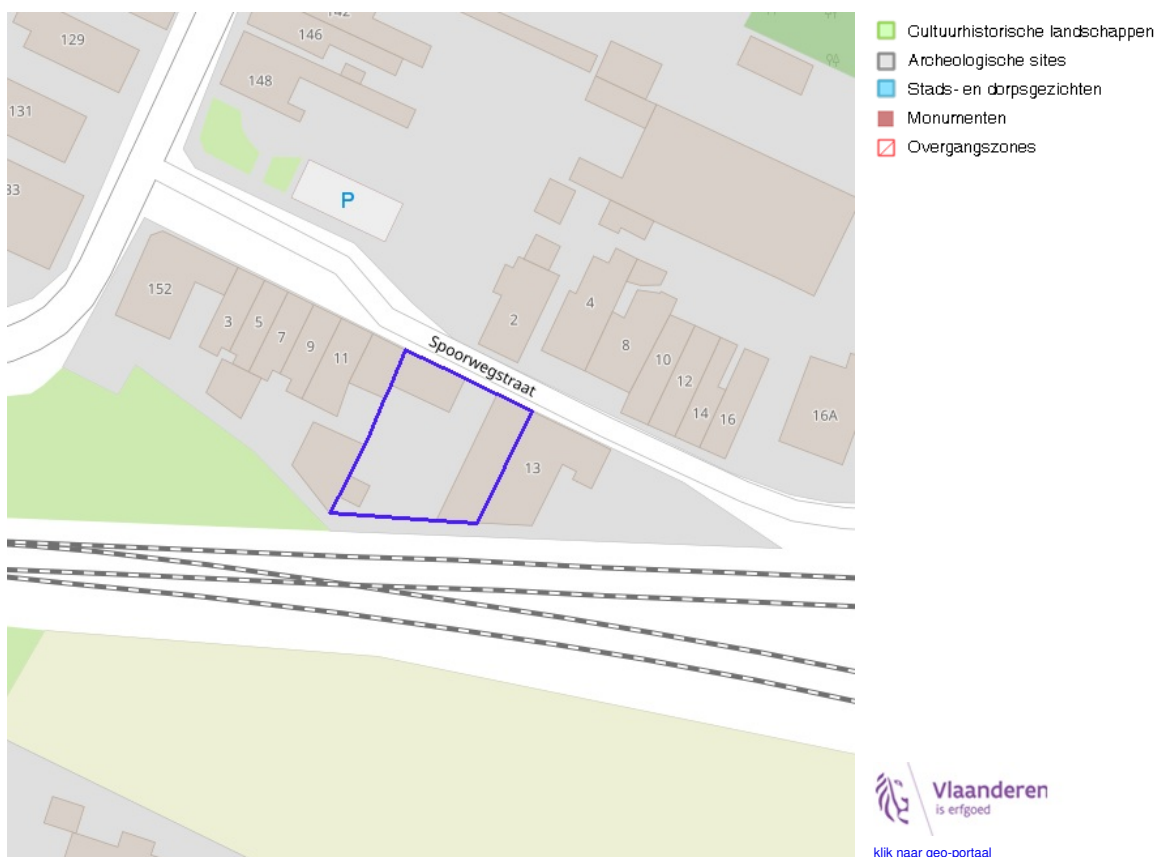 142
129
146
148
131
33
P
152
3
5
7
9
11
2
4
8
10
12
14
16
16A
13
Spoorwegstraat
Cultuurhistorische landschappen
Archeologische sites
Stads- en dorpsgezichten
Monumenten
Overgangszones
Vlaanderen
is erfgoed
klik naar geo-portaal